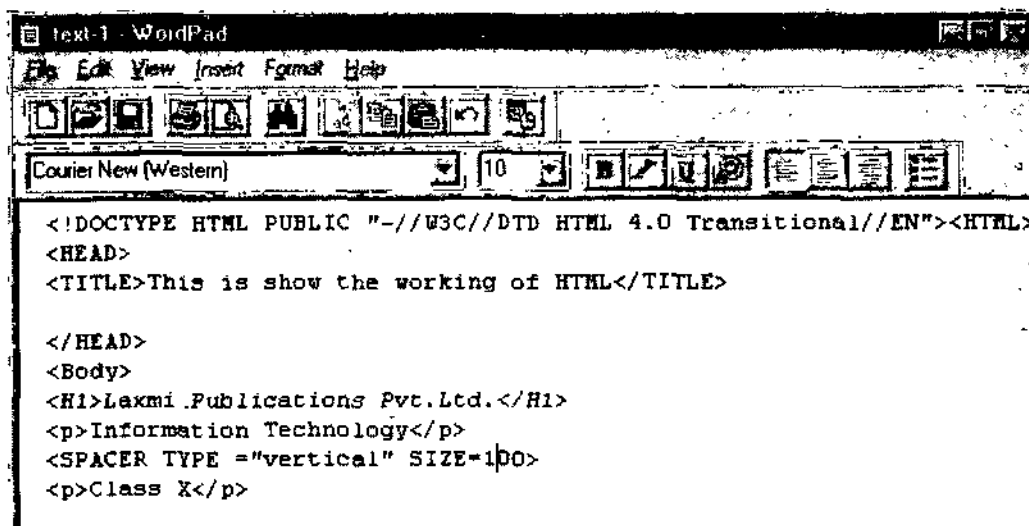 text-1 - WordPad
File Edit View Insert Format Help
Courier New (Western) 10 B U
<!DOCTYPE HTML PUBLIC "-//W3C//DTD HTML 4.0 Transitional//EN"><HTML>
<HEAD>
<TITLE>This is show the working of HTML</TITLE>
</HEAD>
<Body>
<H1>Laxmi Publications Pvt.Ltd.</H1>
<p>Information Technology</p>
<SPACER TYPE ="vertical" SIZE=100>
<p>Class X</p>